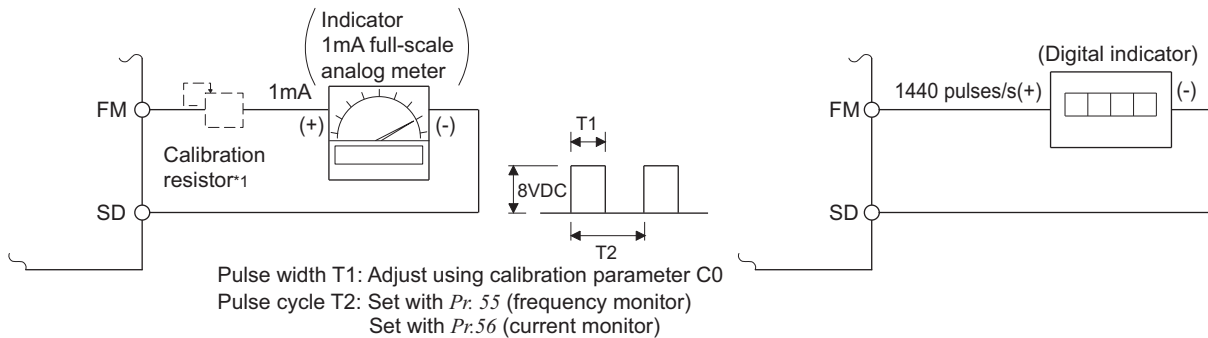 Indicator
1mA full-scale
analog meter
FM
1mA
(+)
(-)
Calibration
resistor*1
SD
T1
8VDC
T2
(Digital indicator)
FM
1440 pulses/s(+)
(-)
SD
Pulse width T1: Adjust using calibration parameter C0
Pulse cycle T2: Set with Pr. 55 (frequency monitor)
Set with Pr.56 (current monitor)